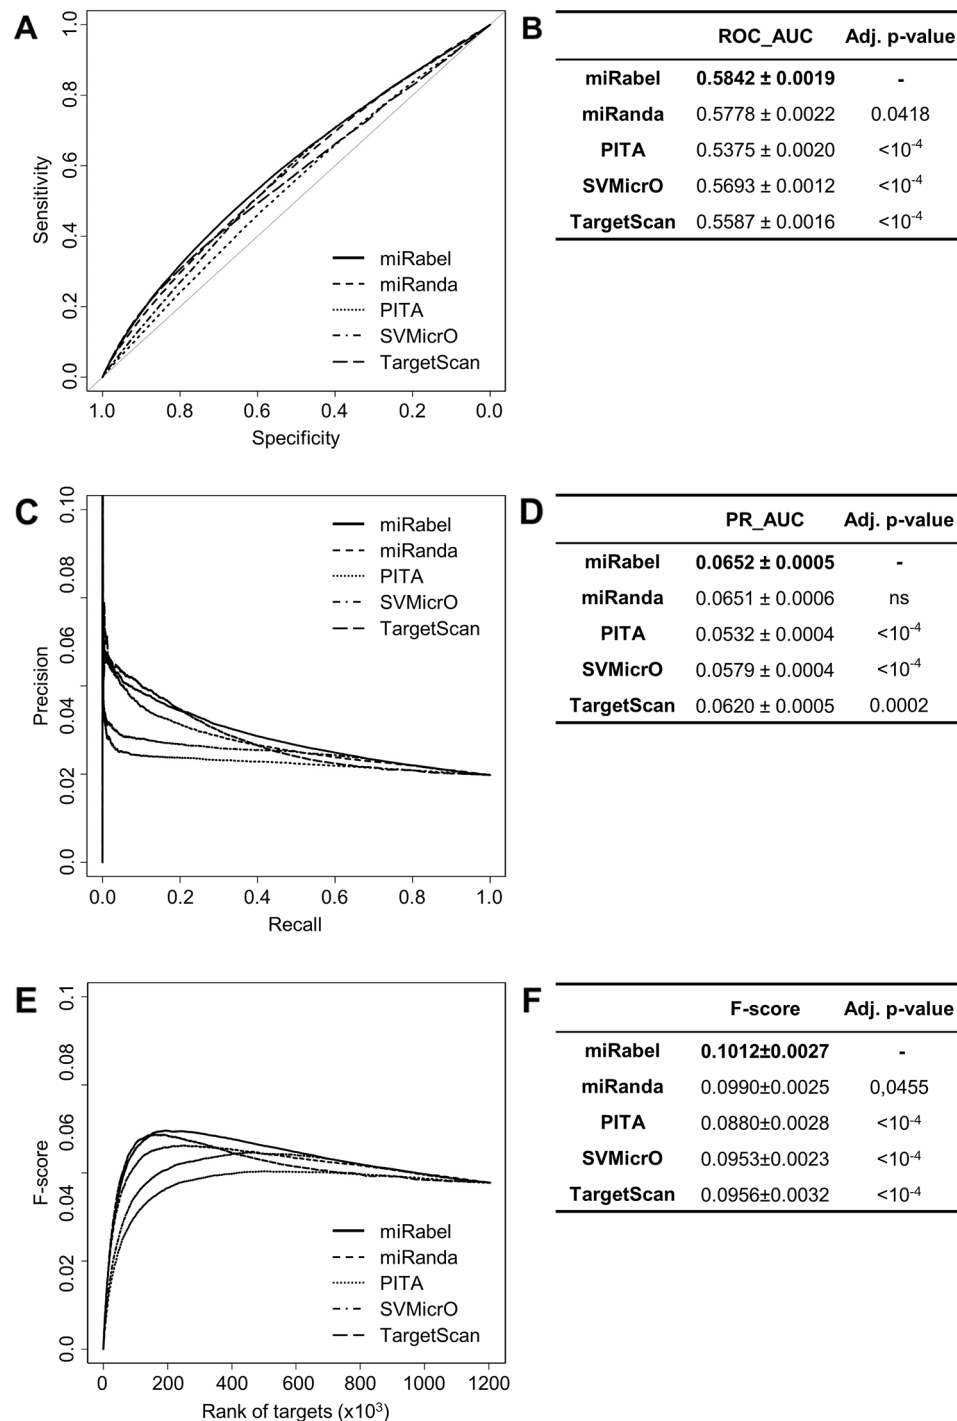 A
1.0
0.8
0.6
0.4
0.2
0.0
Sensitivity
miRabel
miRanda
PITA
SVMicrO
TargetScan
1.0 0.8 0.6 0.4 0.2 0.0
Specificity
B
ROC_AUC Adj. p-value
miRabel 0.5842 ± 0.0019 -
miRanda 0.5778 ± 0.0022 0.0418
PITA 0.5375 ± 0.0020 <10-4
SVMicrO 0.5693 ± 0.0012 <10-4
TargetScan 0.5587 ± 0.0016 <10-4
C
0.10
0.08
0.06
0.04
0.02
0.0
Precision
miRabel
miRanda
PITA
SVMicrO
TargetScan
0.0 0.2 0.4 0.6 0.8 1.0
Recall
D
PR_AUC Adj. p-value
miRabel 0.0652 ± 0.0005 -
miRanda 0.0651 ± 0.0006 ns
PITA 0.0532 ± 0.0004 <10-4
SVMicrO 0.0579 ± 0.0004 <10-4
TargetScan 0.0620 ± 0.0005 0.0002
E
0.1
0.08
0.06
0.04
0.02
0.0
F-score
miRabel
miRanda
PITA
SVMicrO
TargetScan
0 200 400 600 800 1000 1200
Rank of targets (x10³)
F
F-score Adj. p-value
miRabel 0.1012±0.0027 -
miRanda 0.0990±0.0025 0,0455
PITA 0.0880±0.0028 <10-4
SVMicrO 0.0953±0.0023 <10-4
TargetScan 0.0956±0.0032 <10-4